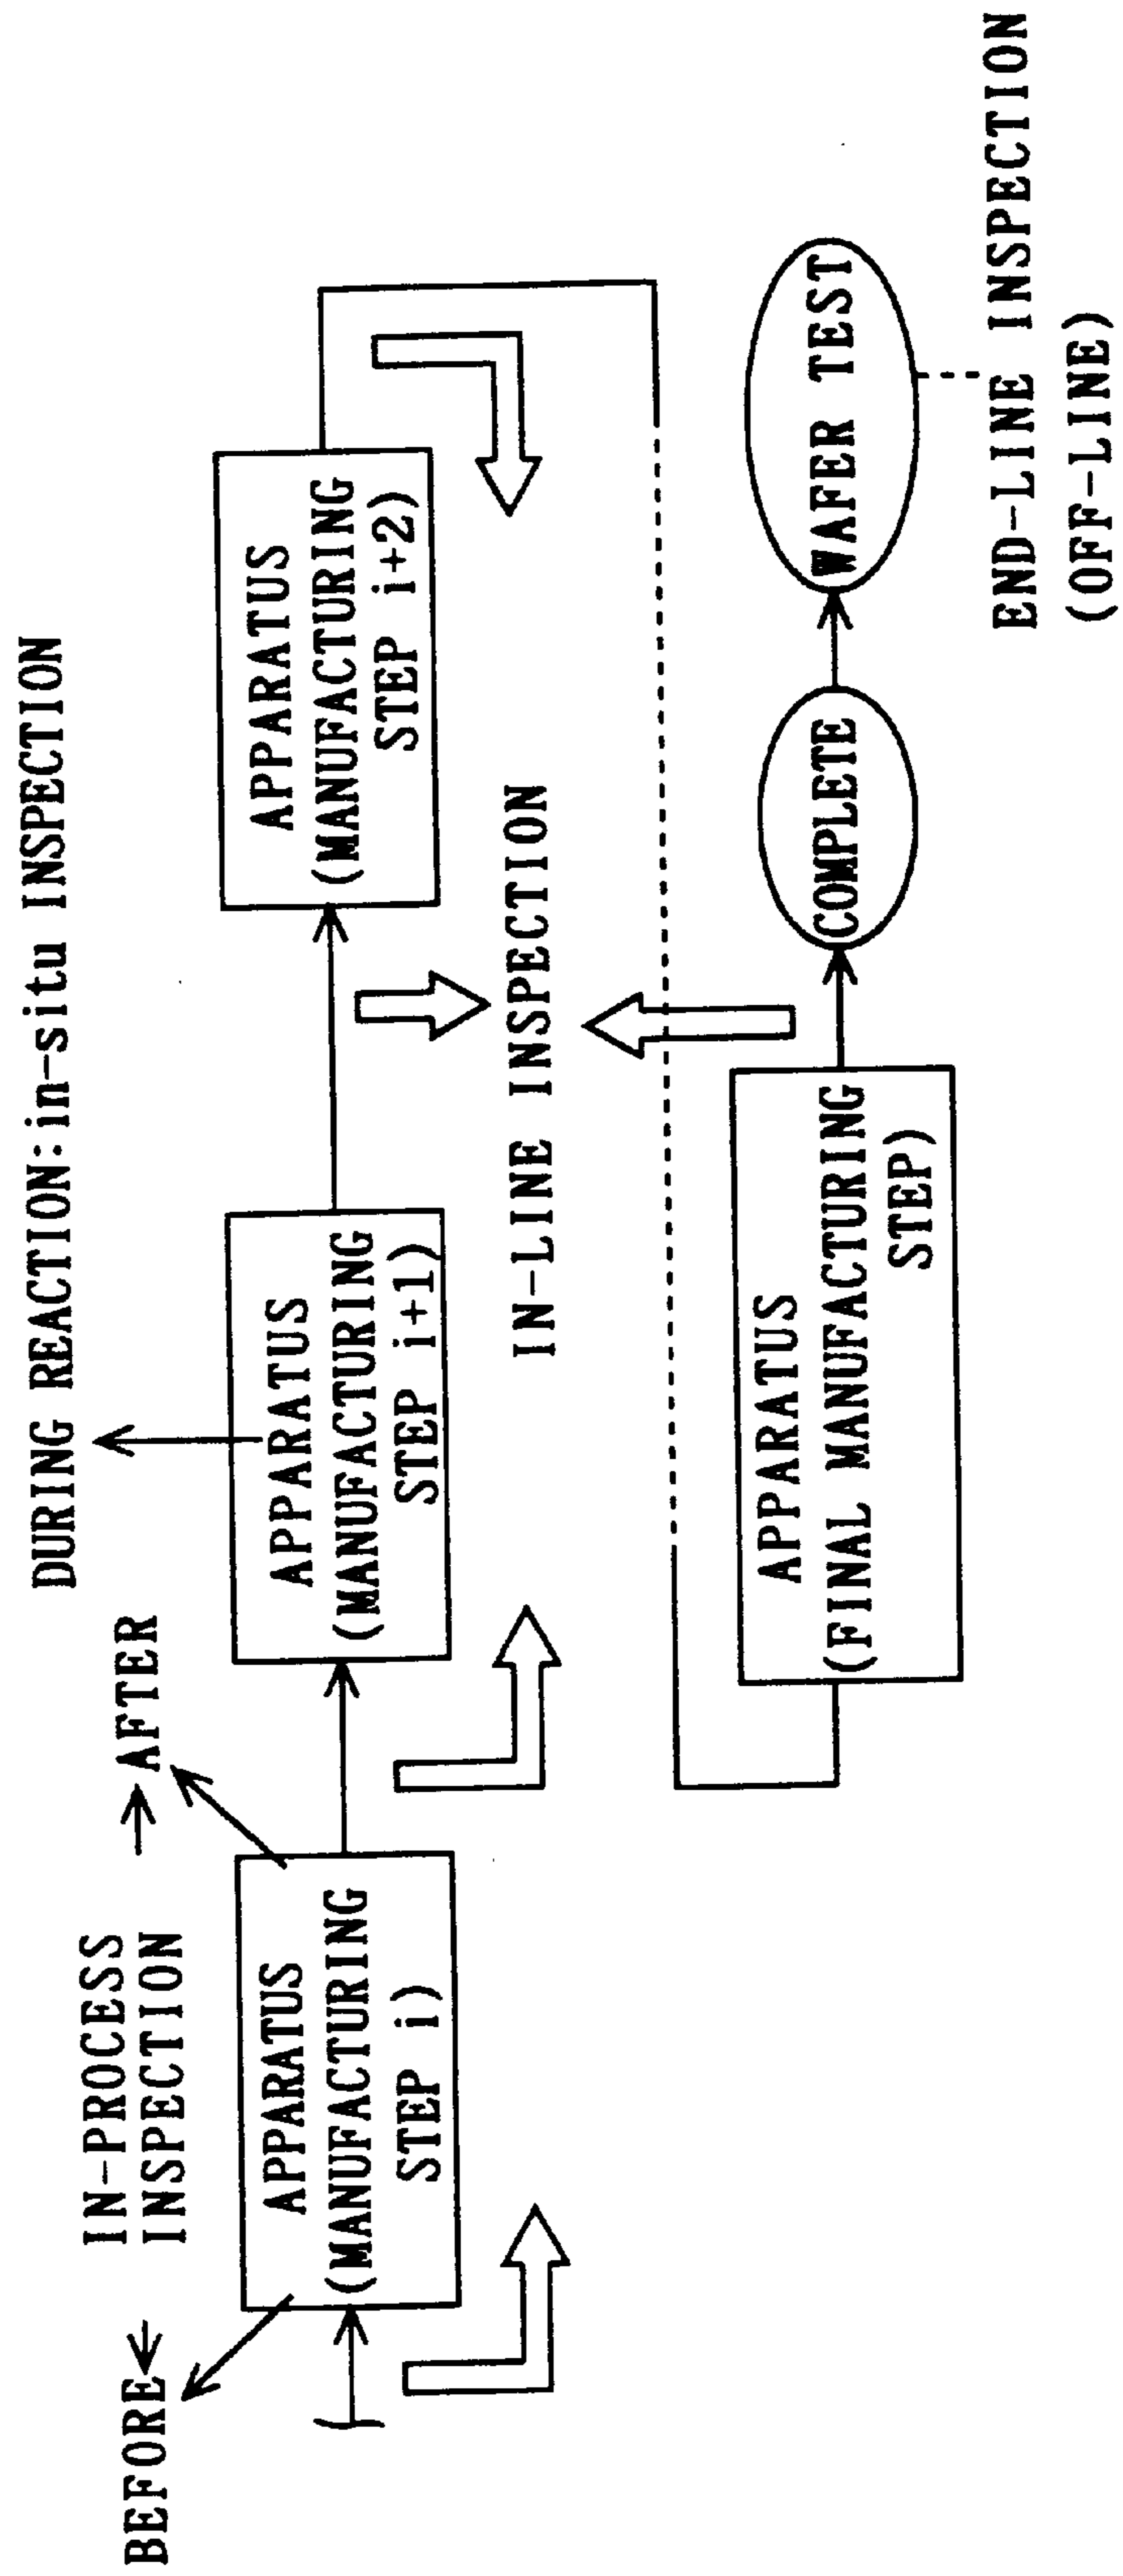 DURING REACTION:in-situ INSPECTION
IN-PROCESS
BEFORE
INSPECTION
AFTER
APPARATUS
(MANUFACTURING
STEP i)
APPARATUS
(MANUFACTURING
STEP i+1)
APPARATUS
(MANUFACTURING
STEP i+2)
IN-LINE INSPECTION
APPARATUS
(FINAL MANUFACTURING
STEP)
COMPLETE
WAFER TEST
END-LINE INSPECTION
(OFF-LINE)